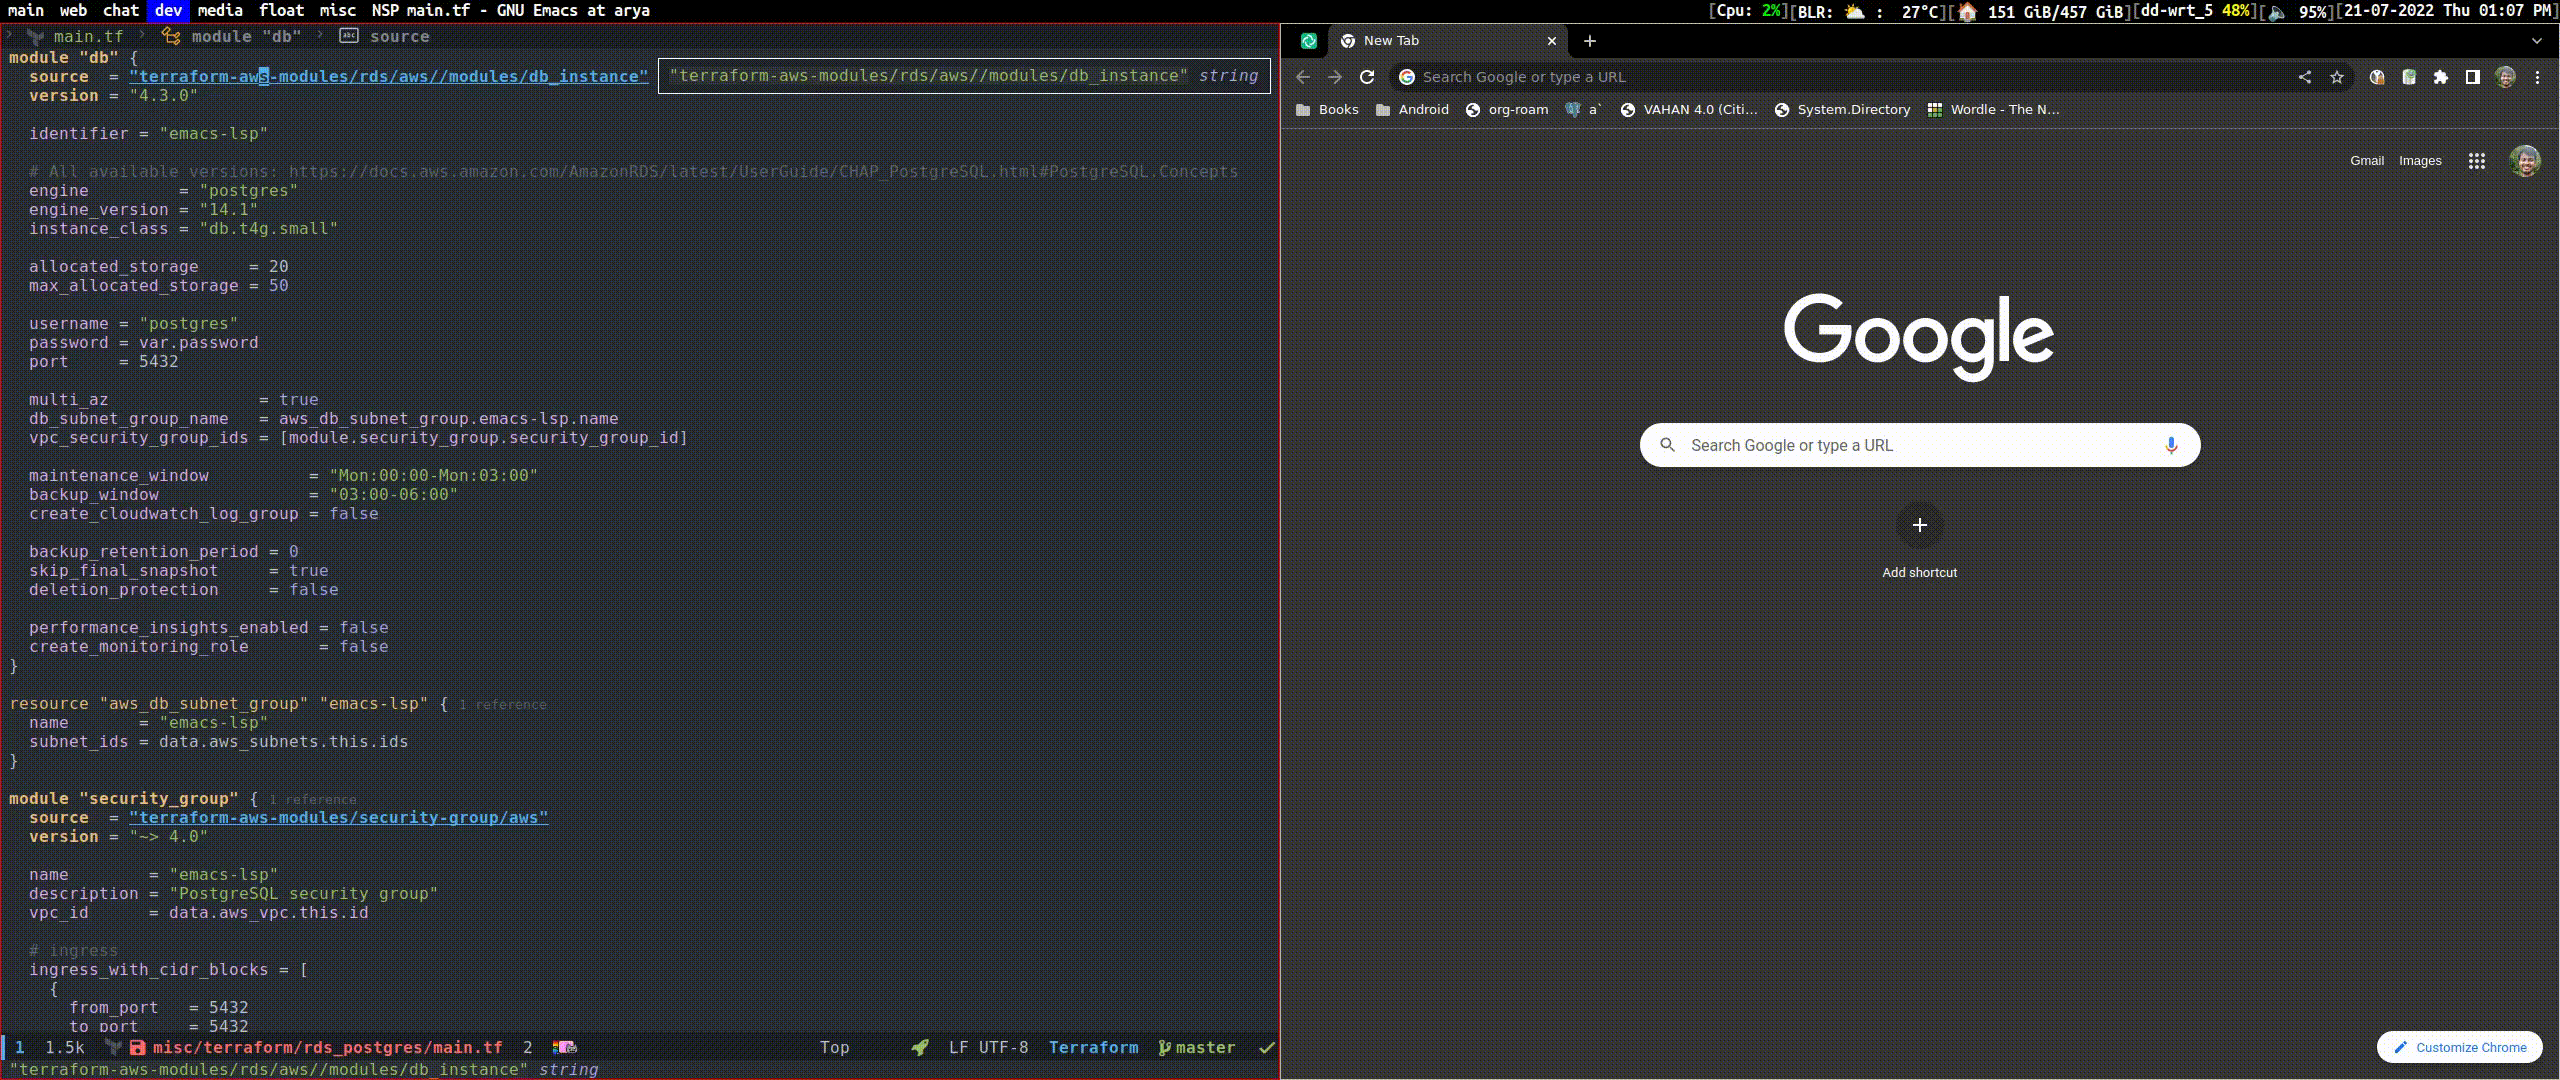 main web chat dev media float misc NSP main.tf - GNU Emacs at arya [Cpu: 2%][BLR: ⛅ : 27°C][🏠 151 GiB/457 GiB][dd-wrt_5 48%][🔈 95%][21-07-2022 Thu 01:07 PM]
› main.tf › module "db" › abc source
module "db" {
  source  = "terraform-aws-modules/rds/aws//modules/db_instance" "terraform-aws-modules/rds/aws//modules/db_instance" string
  version = "4.3.0"
  identifier = "emacs-lsp"
  # All available versions: https://docs.aws.amazon.com/AmazonRDS/latest/UserGuide/CHAP_PostgreSQL.html#PostgreSQL.Concepts
  engine         = "postgres"
  engine_version = "14.1"
  instance_class = "db.t4g.small"
  allocated_storage     = 20
  max_allocated_storage = 50
  username = "postgres"
  password = var.password
  port     = 5432
  multi_az               = true
  db_subnet_group_name   = aws_db_subnet_group.emacs-lsp.name
  vpc_security_group_ids = [module.security_group.security_group_id]
  maintenance_window          = "Mon:00:00-Mon:03:00"
  backup_window               = "03:00-06:00"
  create_cloudwatch_log_group = false
  backup_retention_period = 0
  skip_final_snapshot     = true
  deletion_protection     = false
  performance_insights_enabled = false
  create_monitoring_role       = false
}
resource "aws_db_subnet_group" "emacs-lsp" { 1 reference
  name       = "emacs-lsp"
  subnet_ids = data.aws_subnets.this.ids
}
module "security_group" { 1 reference
  source  = "terraform-aws-modules/security-group/aws"
  version = "~> 4.0"
  name        = "emacs-lsp"
  description = "PostgreSQL security group"
  vpc_id      = data.aws_vpc.this.id
  # ingress
  ingress_with_cidr_blocks = [
    {
      from_port   = 5432
      to_port     = 5432
1 1.5k misc/terraform/rds_postgres/main.tf 2 Top LF UTF-8 Terraform master
"terraform-aws-modules/rds/aws//modules/db_instance" string
New Tab
Search Google or type a URL
Books Android org-roam a` VAHAN 4.0 (Citi... System.Directory Wordle - The N...
Gmail Images
Google
Search Google or type a URL
Add shortcut
Customize Chrome